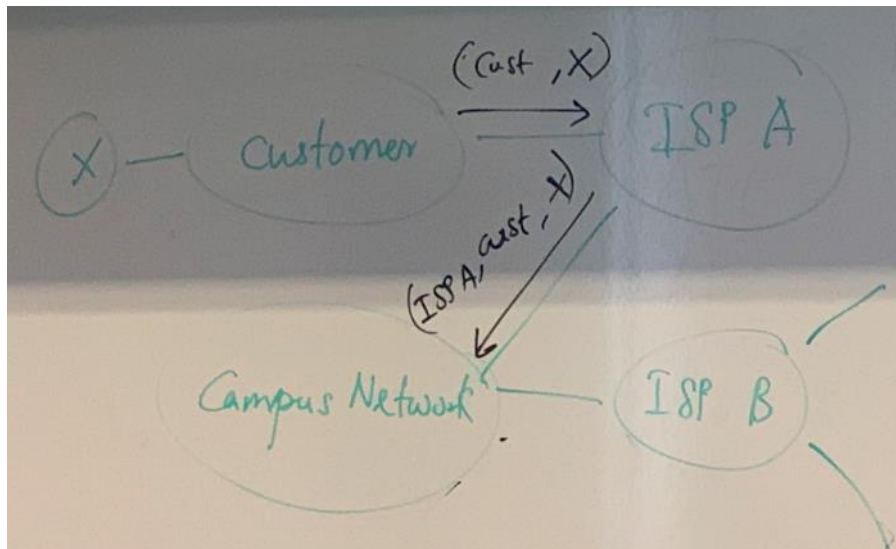 (Cust, X)
X
Customer
ISP A
(ISP A, cust, X)
Campus Network
ISP B